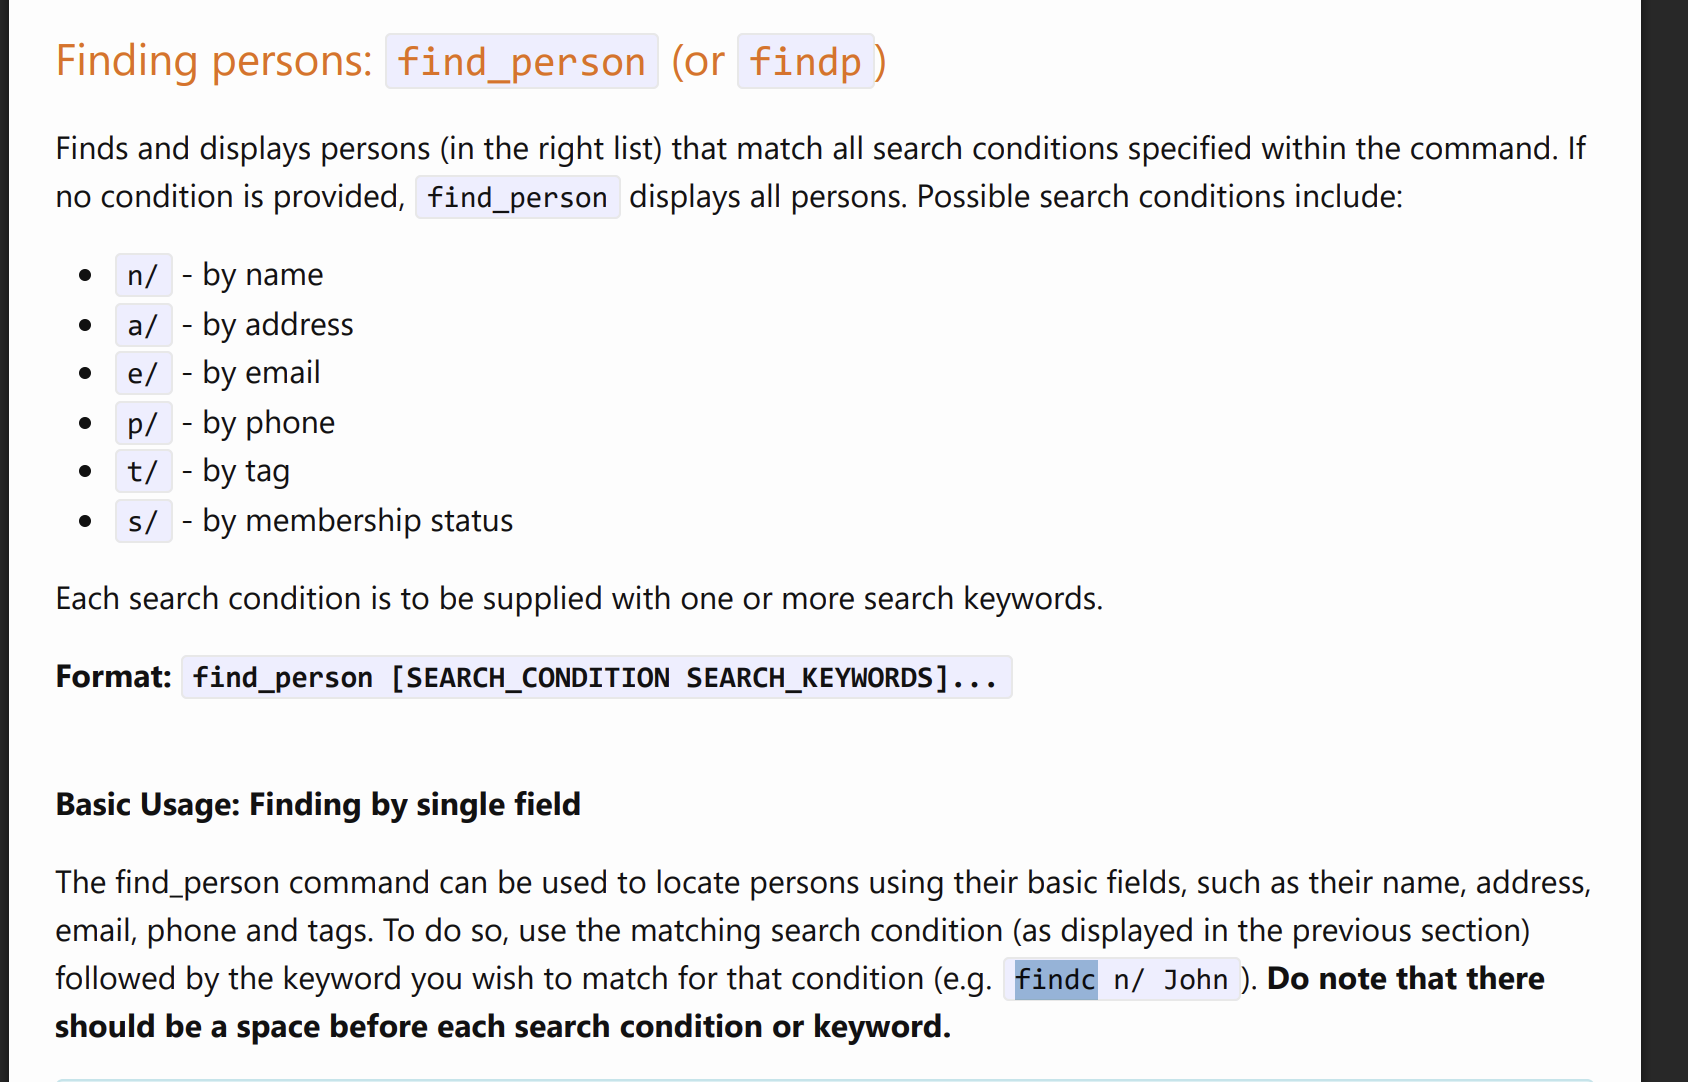 Finding persons: find_person (or findp)
Finds and displays persons (in the right list) that match all search conditions specified within the command. If
no condition is provided, find_person displays all persons. Possible search conditions include:
• n/ - by name
• a/ - by address
• e/ - by email
• p/ - by phone
• t/ - by tag
• s/ - by membership status
Each search condition is to be supplied with one or more search keywords.
Format: find_person [SEARCH_CONDITION SEARCH_KEYWORDS]...
Basic Usage: Finding by single field
The find_person command can be used to locate persons using their basic fields, such as their name, address,
email, phone and tags. To do so, use the matching search condition (as displayed in the previous section)
followed by the keyword you wish to match for that condition (e.g. findc n/ John). Do note that there
should be a space before each search condition or keyword.